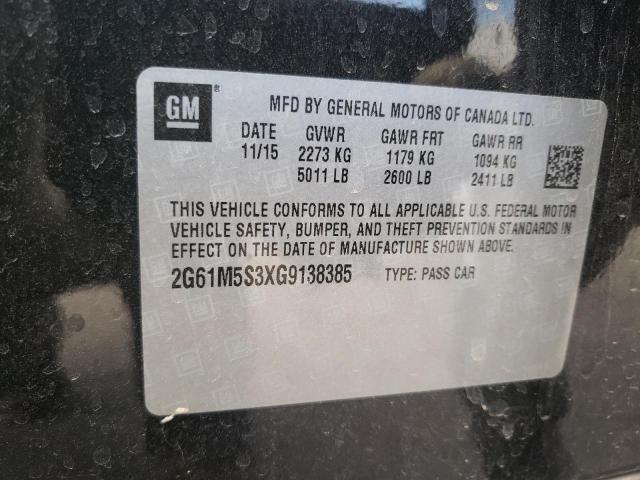 GM ®
MFD BY GENERAL MOTORS OF CANADA LTD.
DATE GVWR GAWR FRT GAWR RR
11/15 2273 KG 1179 KG 1094 KG
5011 LB 2600 LB 2411 LB
THIS VEHICLE CONFORMS TO ALL APPLICABLE U.S. FEDERAL MOTOR
VEHICLE SAFETY, BUMPER, AND THEFT PREVENTION STANDARDS IN
EFFECT ON THE DATE OF MANUFACTURE SHOWN ABOVE.
2G61M5S3XG9138385 TYPE: PASS CAR